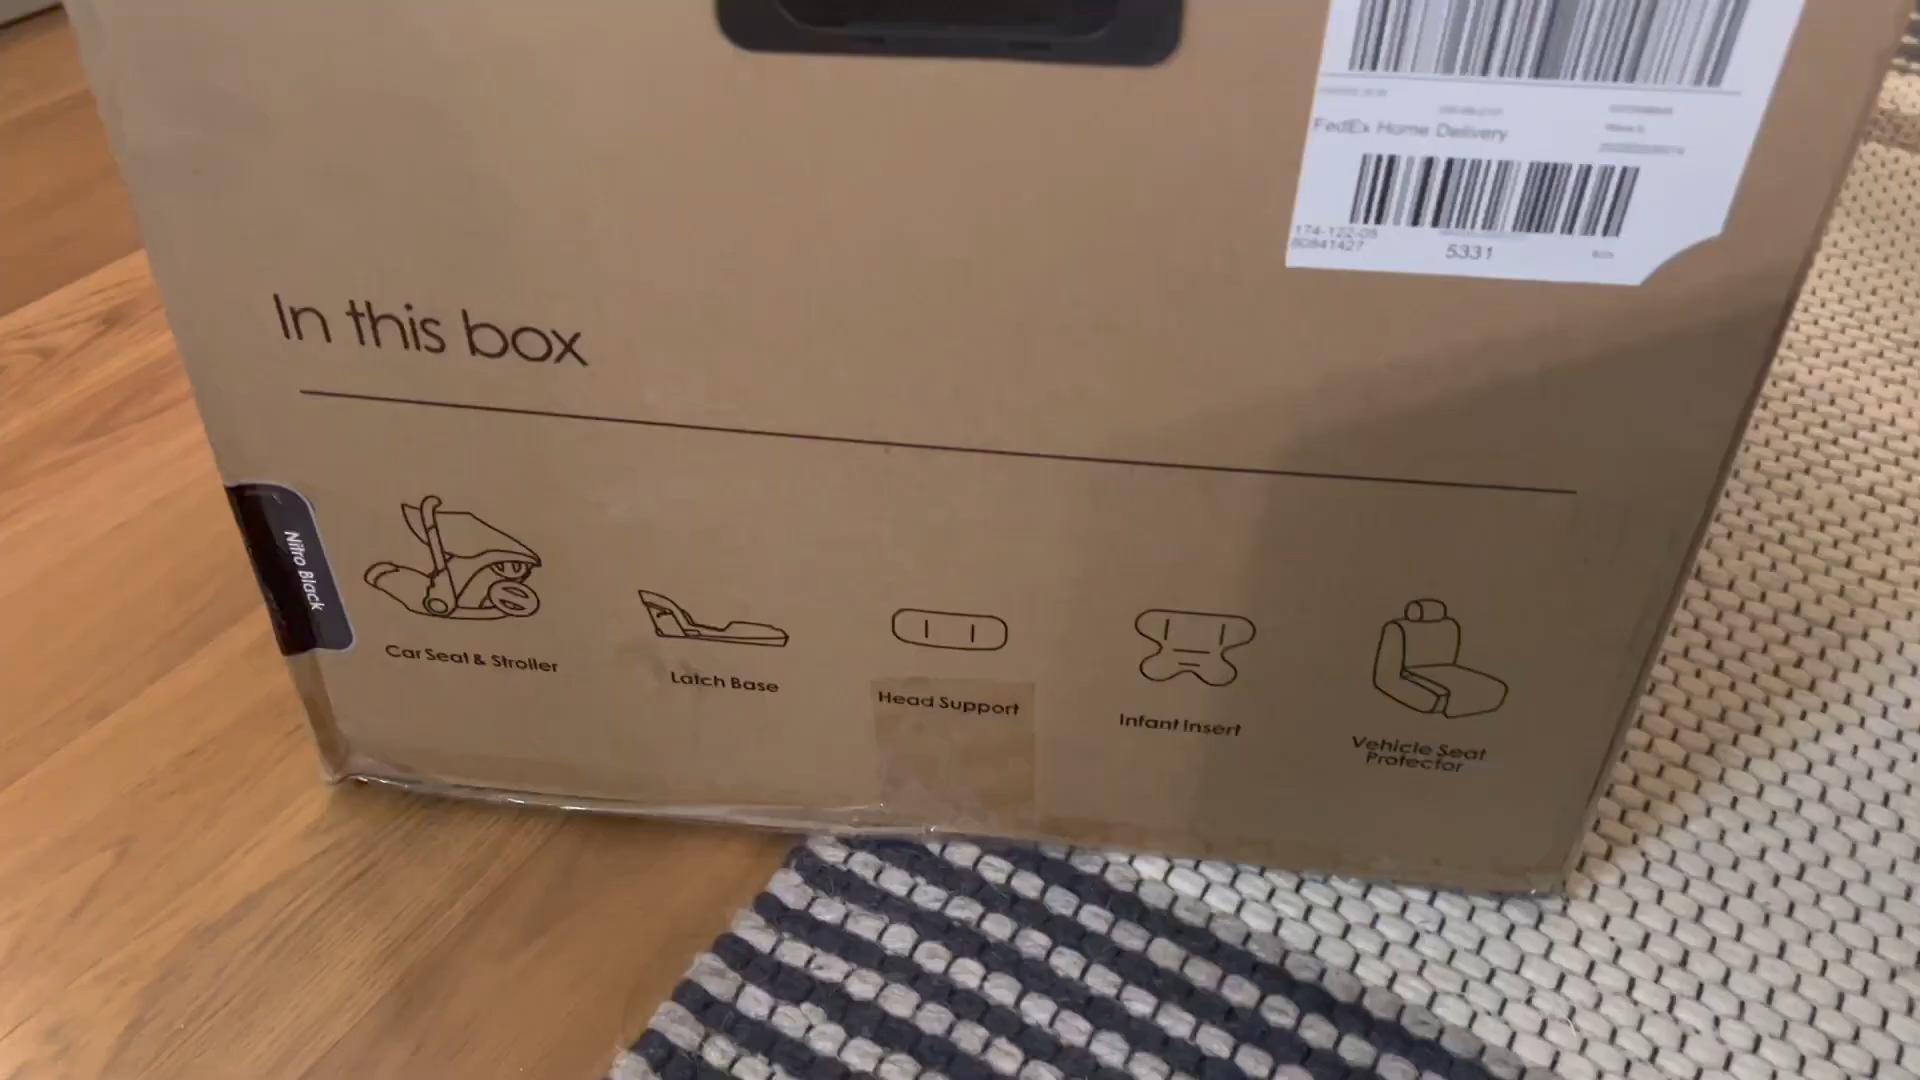 FedEx Home Delivery
5331
In this box
Nitro Black
Car Seat & Stroller
Latch Base
Head Support
Infant Insert
Vehicle Seat
Protector